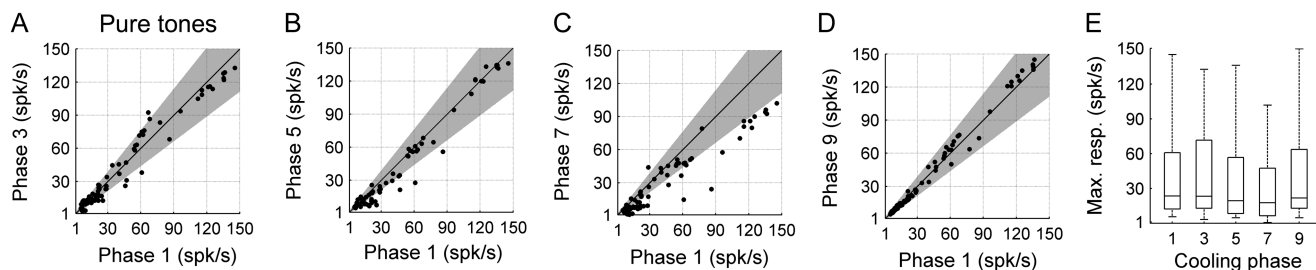 A
Pure tones
Phase 3 (spk/s)
150
120
90
60
30
1
1 30 60 90 120 150
Phase 1 (spk/s)
B
Phase 5 (spk/s)
150
120
90
60
30
1
1 30 60 90 120 150
Phase 1 (spk/s)
C
Phase 7 (spk/s)
150
120
90
60
30
1
1 30 60 90 120 150
Phase 1 (spk/s)
D
Phase 9 (spk/s)
150
120
90
60
30
1
1 30 60 90 120 150
Phase 1 (spk/s)
E
Max. resp. (spk/s)
150
120
90
60
30
1
1 3 5 7 9
Cooling phase